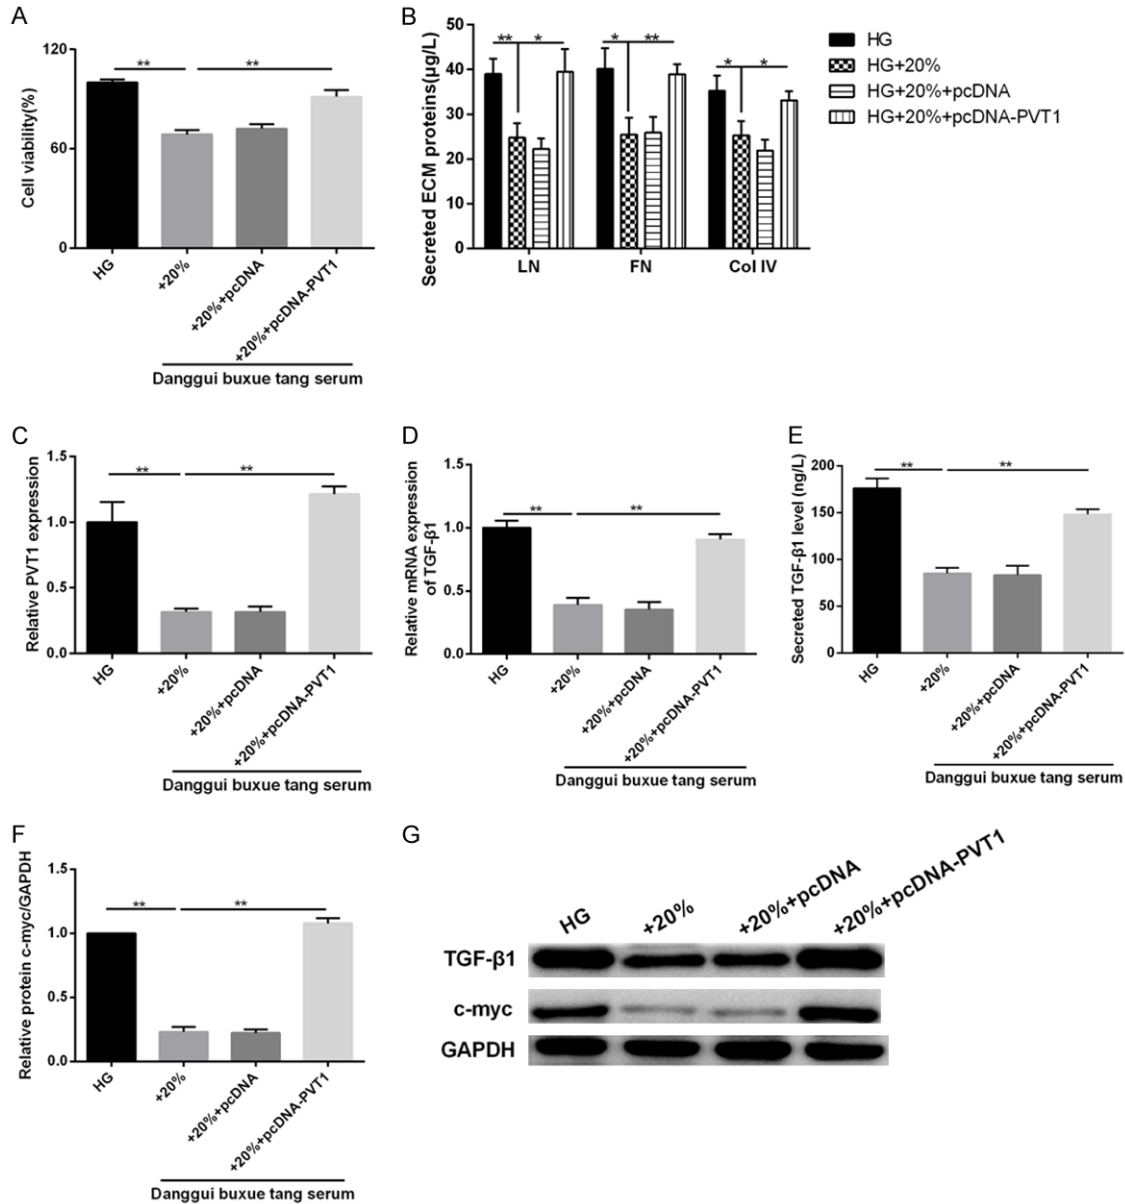 A
Cell viability(%)
120
60
0
**
**
HG
+20%
+20%+pcDNA
+20%+pcDNA-PVT1
Danggui buxue tang serum
B
Secreted ECM proteins(μg/L)
50
40
30
20
10
0
**
*
*
**
*
*
LN
FN
Col IV
HG
HG+20%
HG+20%+pcDNA
HG+20%+pcDNA-PVT1
C
Relative PVT1 expression
1.5
1.0
0.5
0.0
**
**
HG
+20%
+20%+pcDNA
+20%+pcDNA-PVT1
Danggui buxue tang serum
D
Relative mRNA expression
of TGF-β1
1.5
1.0
0.5
0.0
**
**
HG
+20%
+20%+pcDNA
+20%+pcDNA-PVT1
Danggui buxue tang serum
E
Secreted TGF-β1 level (ng/L)
200
150
100
50
0
**
**
HG
+20%
+20%+pcDNA
+20%+pcDNA-PVT1
Danggui buxue tang serum
F
Relative protein c-myc/GAPDH
1.5
1.0
0.5
0.0
**
**
HG
+20%
+20%+pcDNA
+20%+pcDNA-PVT1
Danggui buxue tang serum
G
HG
+20%
+20%+pcDNA
+20%+pcDNA-PVT1
TGF-β1
c-myc
GAPDH